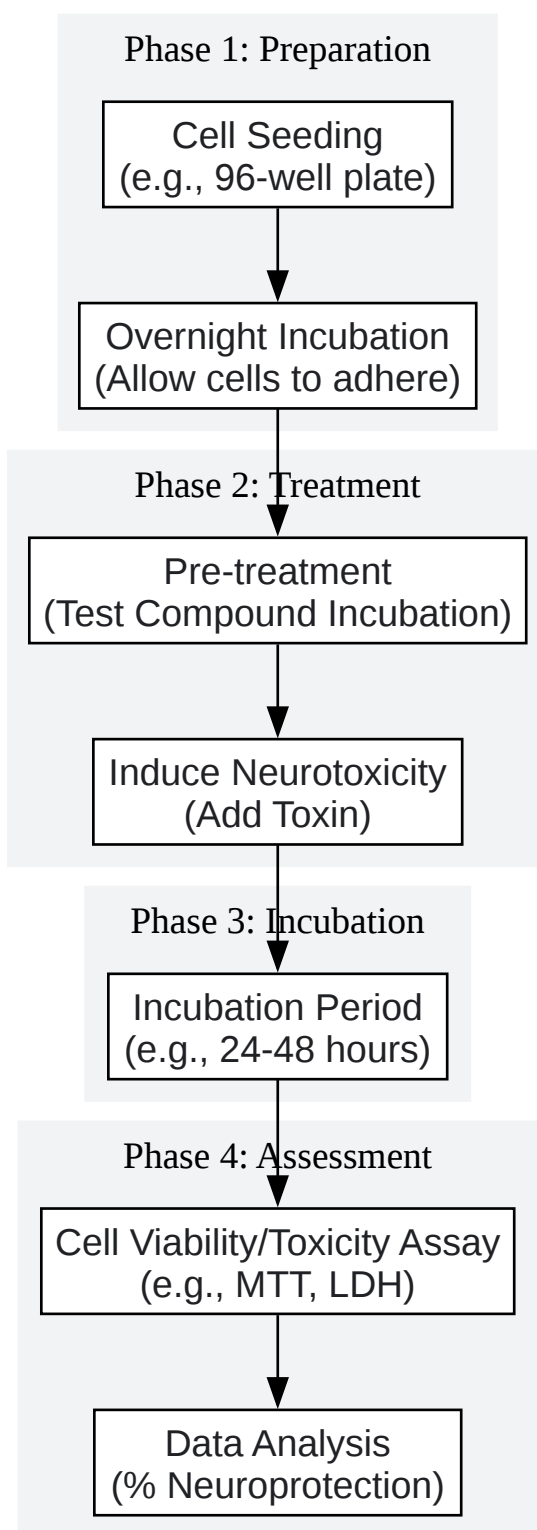 Phase 1: Preparation
Cell Seeding
(e.g., 96-well plate)
Overnight Incubation
(Allow cells to adhere)
Phase 2: Treatment
Pre-treatment
(Test Compound Incubation)
Induce Neurotoxicity
(Add Toxin)
Phase 3: Incubation
Incubation Period
(e.g., 24-48 hours)
Phase 4: Assessment
Cell Viability/Toxicity Assay
(e.g., MTT, LDH)
Data Analysis
(% Neuroprotection)